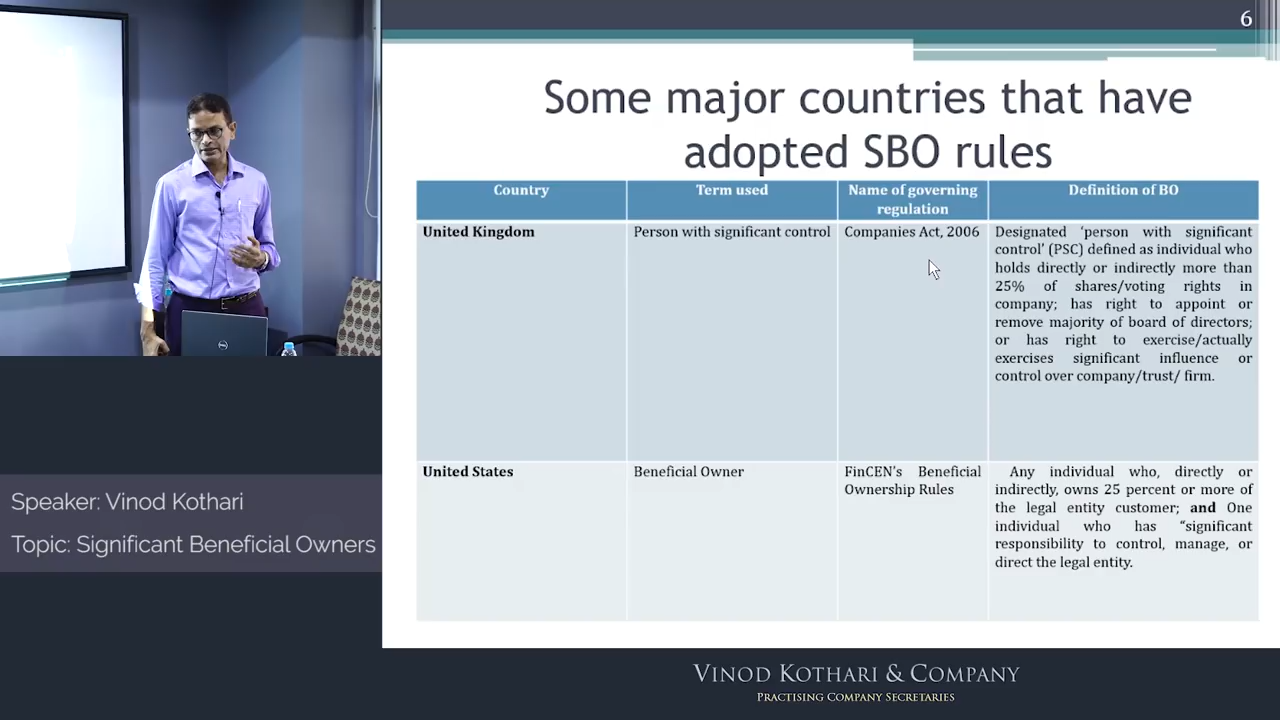 6
Some major countries that have
adopted SBO rules
Country
Term used
Name of governing
regulation
Definition of BO
United Kingdom
Person with significant control
Companies Act, 2006
Designated ‘person with significant
control’ (PSC) defined as individual who
holds directly or indirectly more than
25% of shares/voting rights in
company; has right to appoint or
remove majority of board of directors;
or has right to exercise/actually
exercises significant influence or
control over company/trust/ firm.
United States
Beneficial Owner
FinCEN’s Beneficial
Ownership Rules
Any individual who, directly or
indirectly, owns 25 percent or more of
the legal entity customer; and One
individual who has “significant
responsibility to control, manage, or
direct the legal entity.
Speaker: Vinod Kothari
Topic: Significant Beneficial Owners
VINOD KOTHARI & COMPANY
PRACTISING COMPANY SECRETARIES
DELL